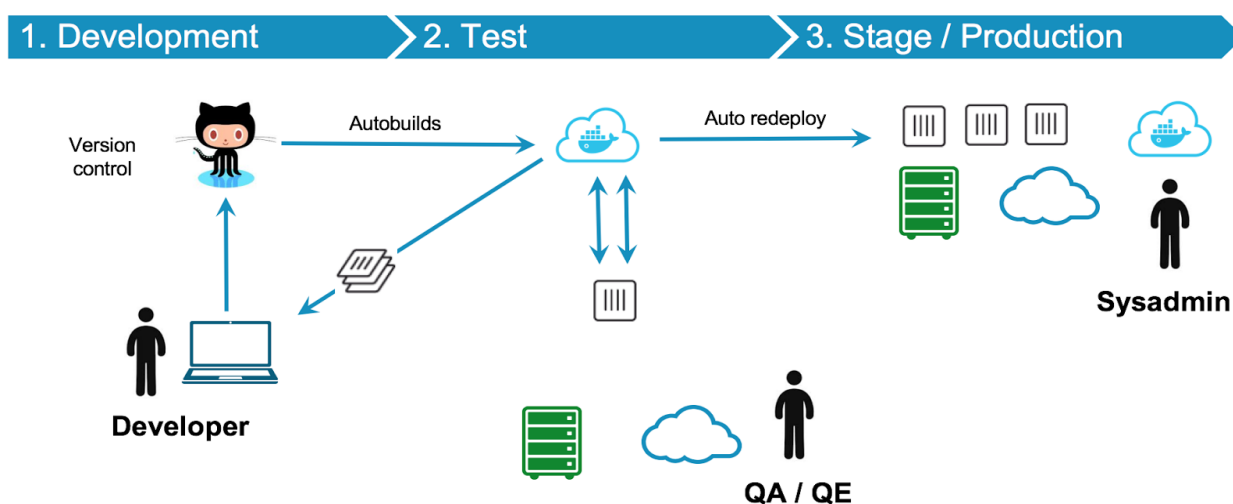 1. Development
2. Test
3. Stage / Production
Version
control
Autobuilds
Auto redeploy
Developer
Sysadmin
QA / QE